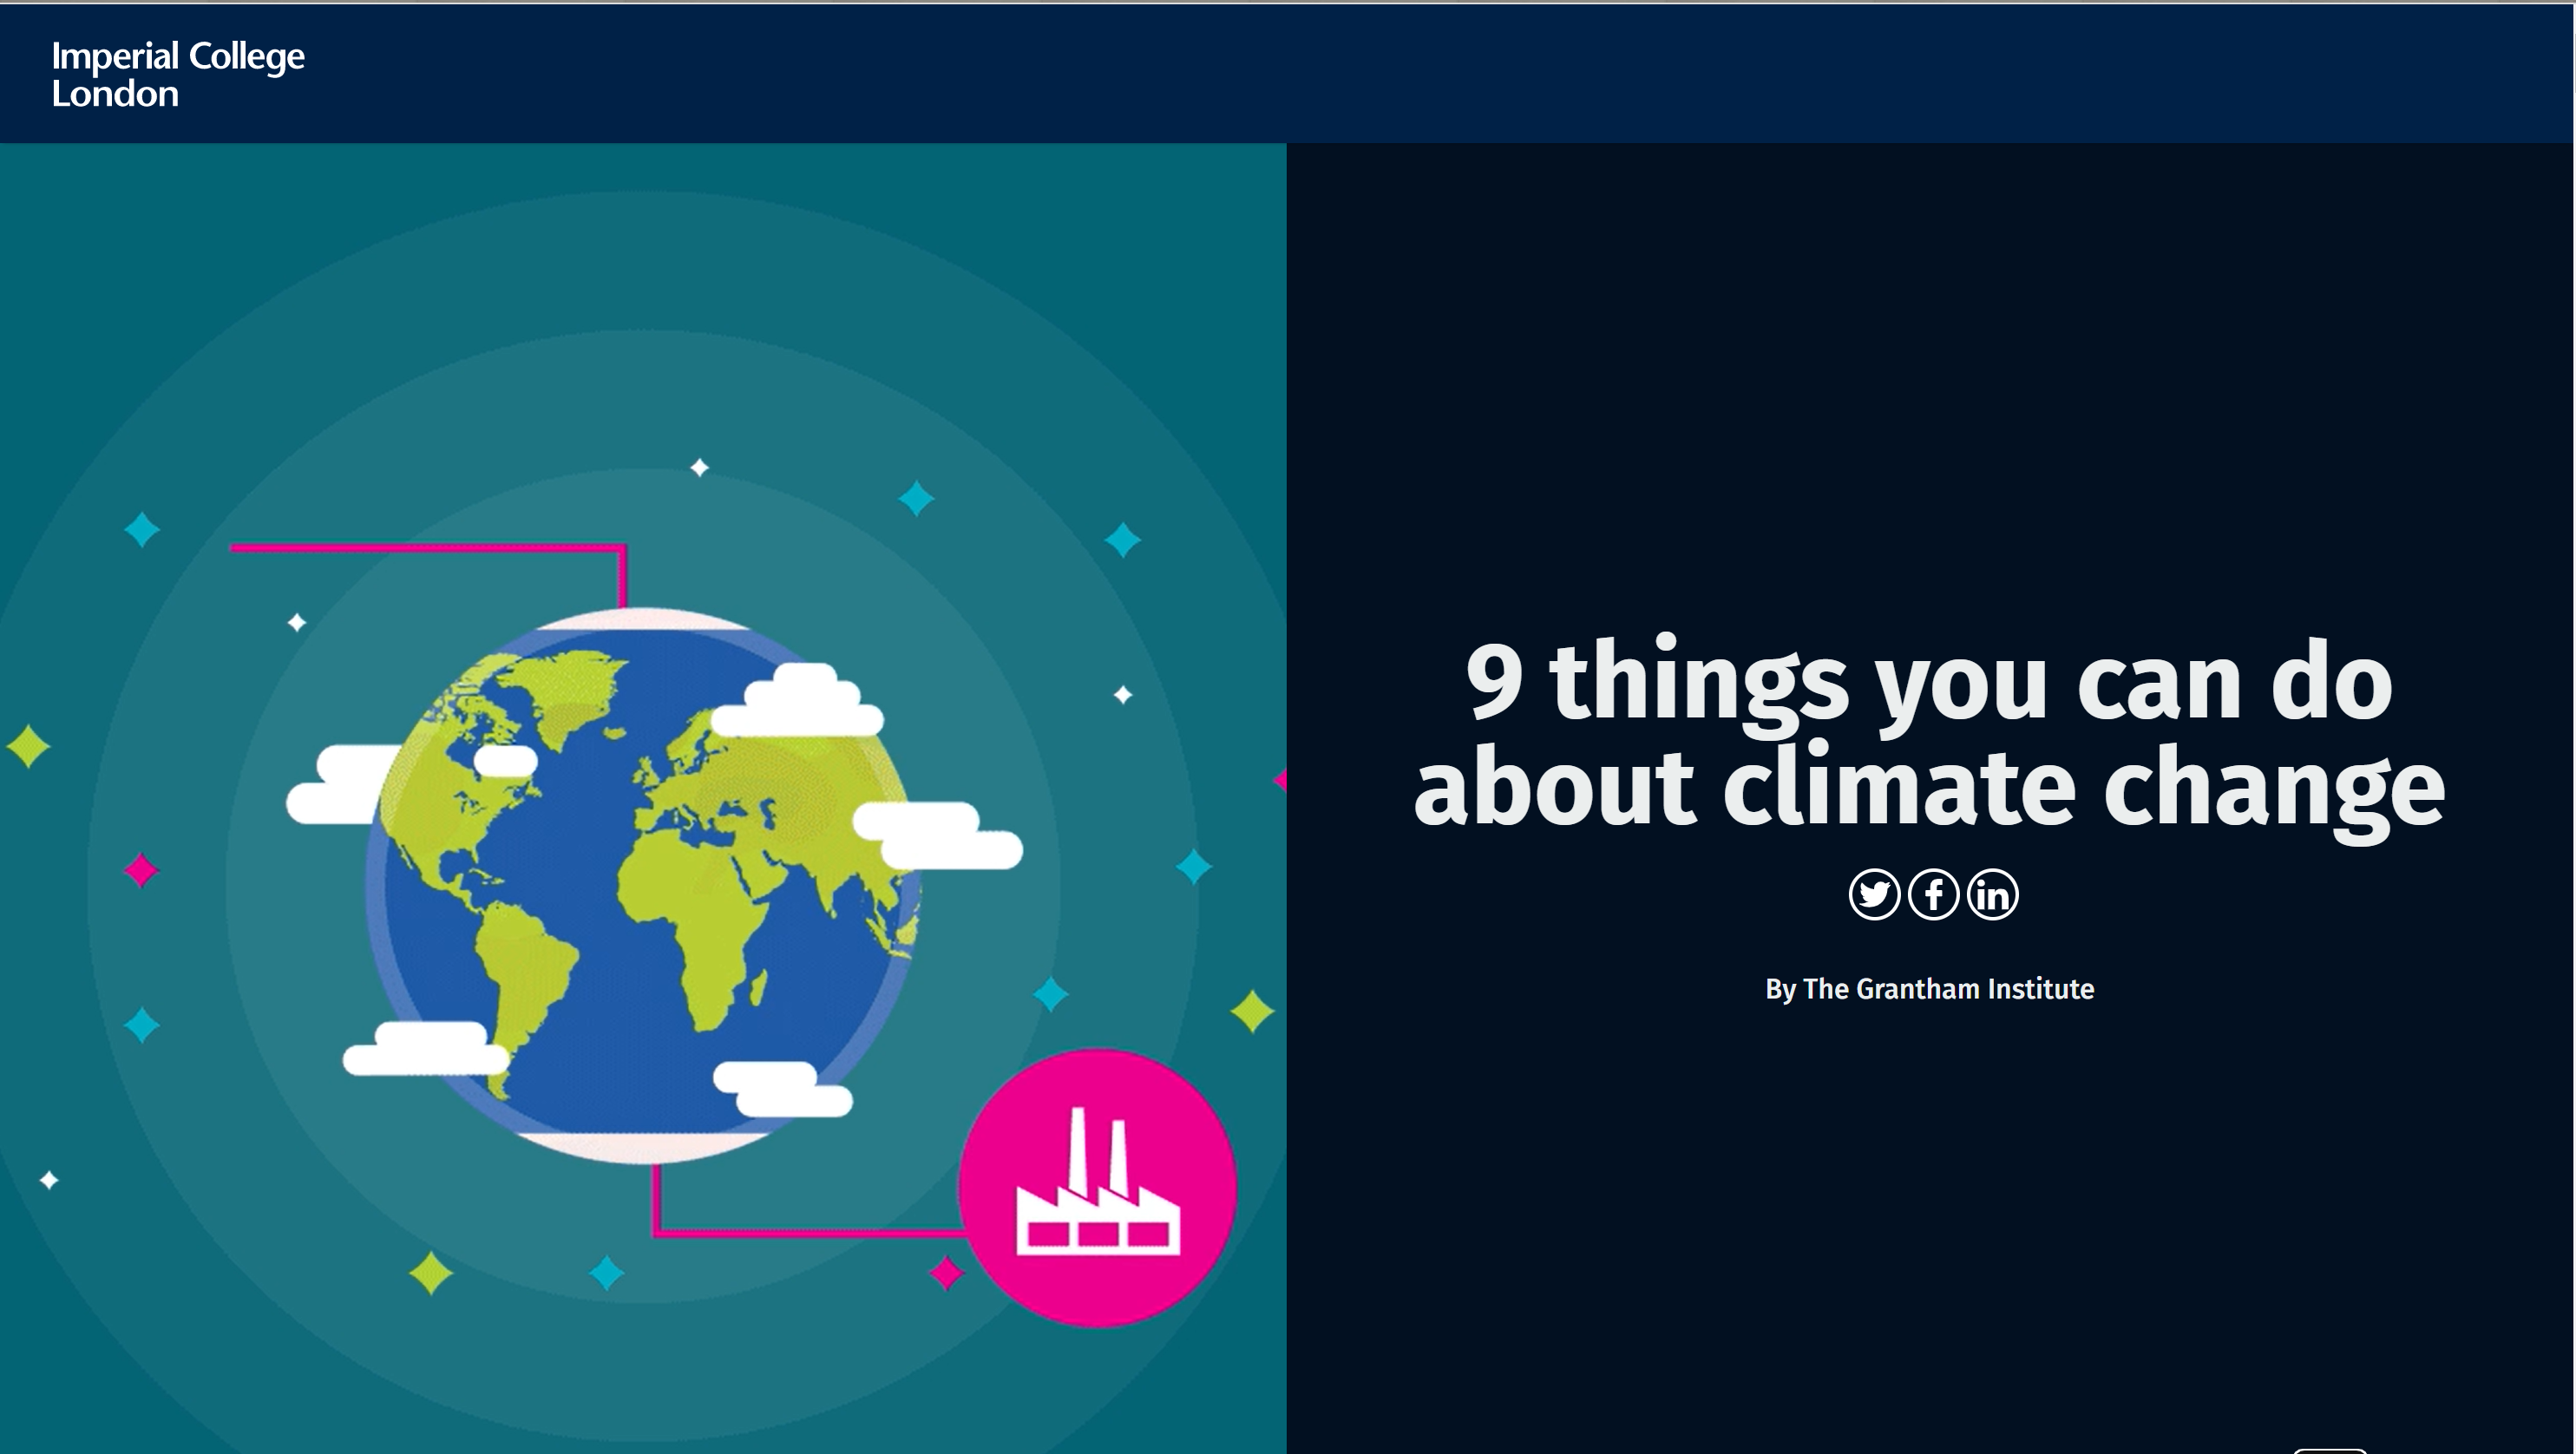 Imperial College
London
9 things you can do
about climate change
By The Grantham Institute